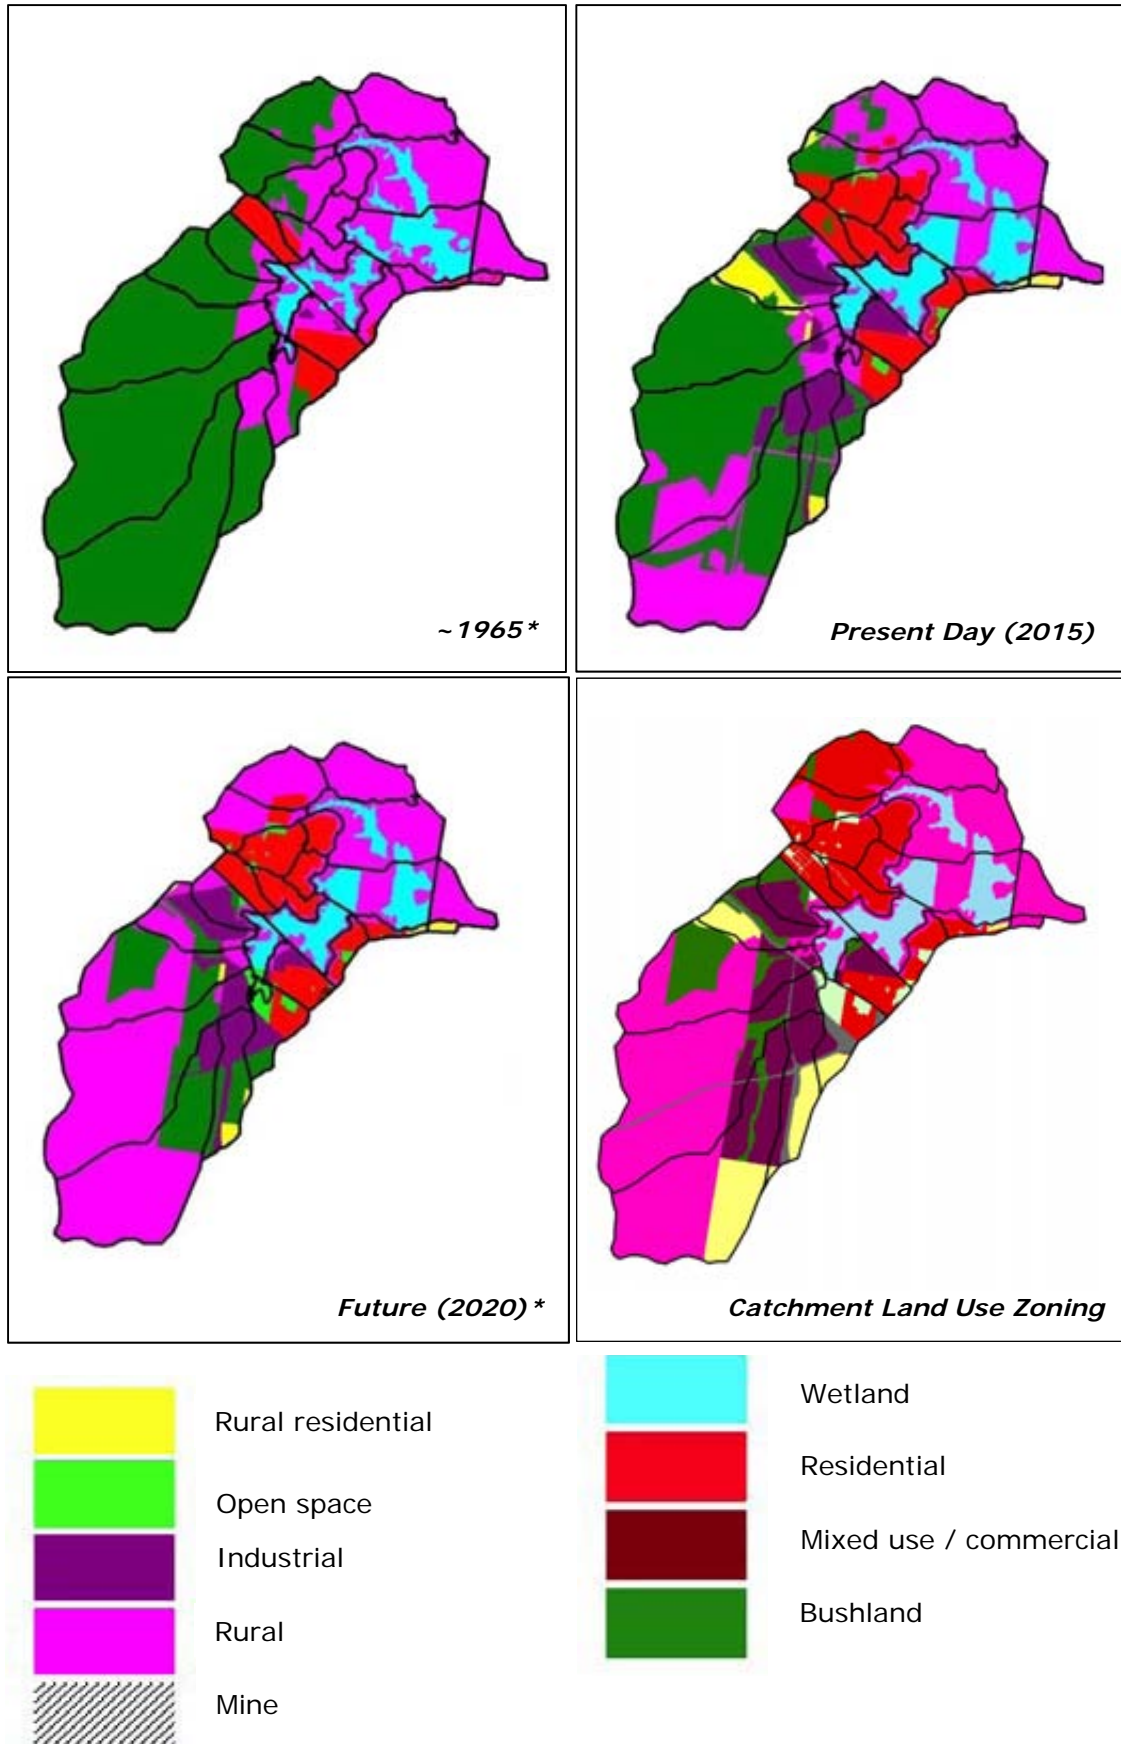 ~1965*
Present Day (2015)
Future (2020)*
Catchment Land Use Zoning
Rural residential
Open space
Industrial
Rural
Mine
Wetland
Residential
Mixed use / commercial
Bushland